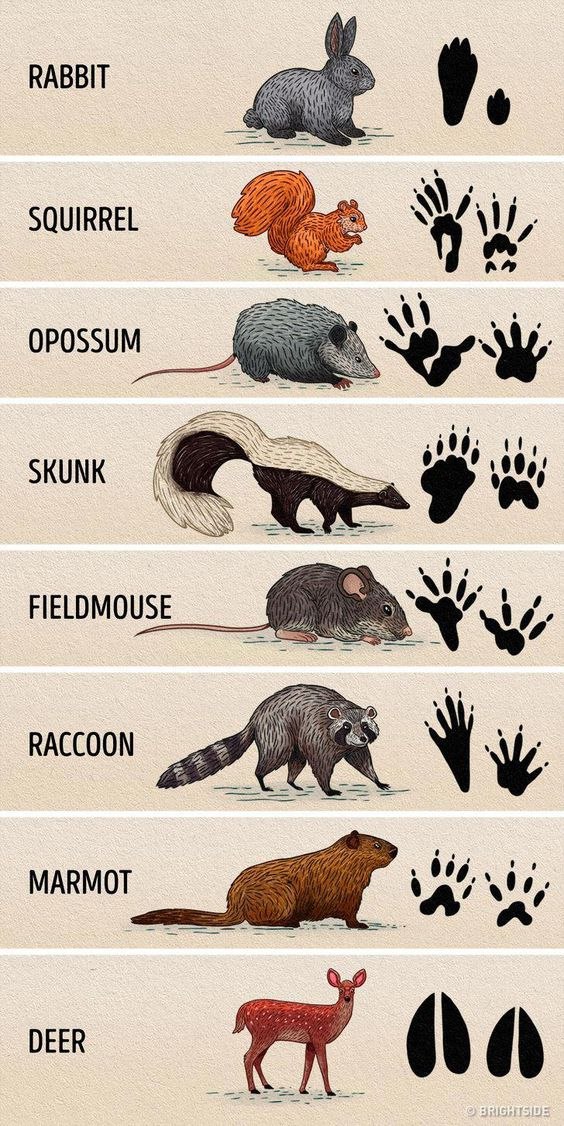 RABBIT
SQUIRREL
OPOSSUM
SKUNK
FIELDMOUSE
RACCOON
MARMOT
DEER
© BRIGHTSIDE